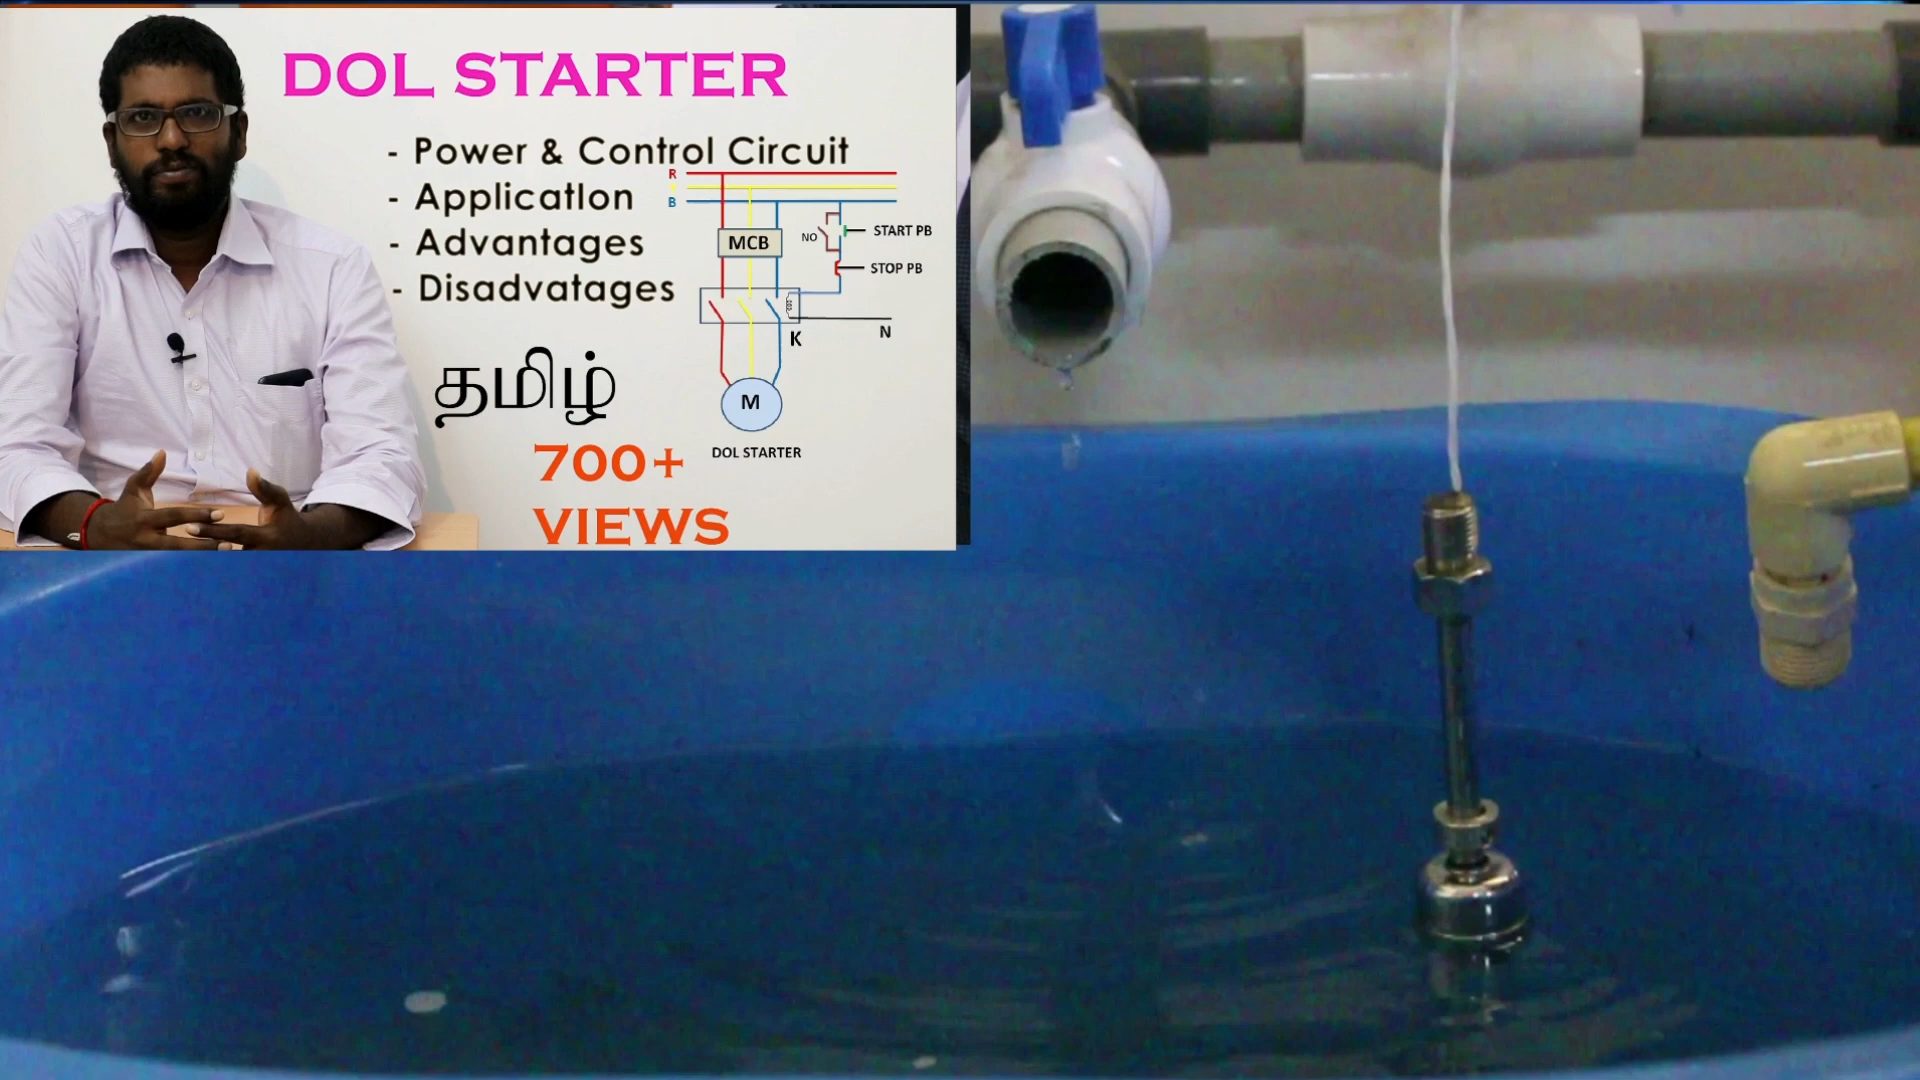 DOL STARTER
- Power & Control Circuit
- ApplicatIon
- Advantages
- Disadvatages
R
B
MCB
NO
START PB
STOP PB
K
N
M
DOL STARTER
தமிழ்
700+
VIEWS